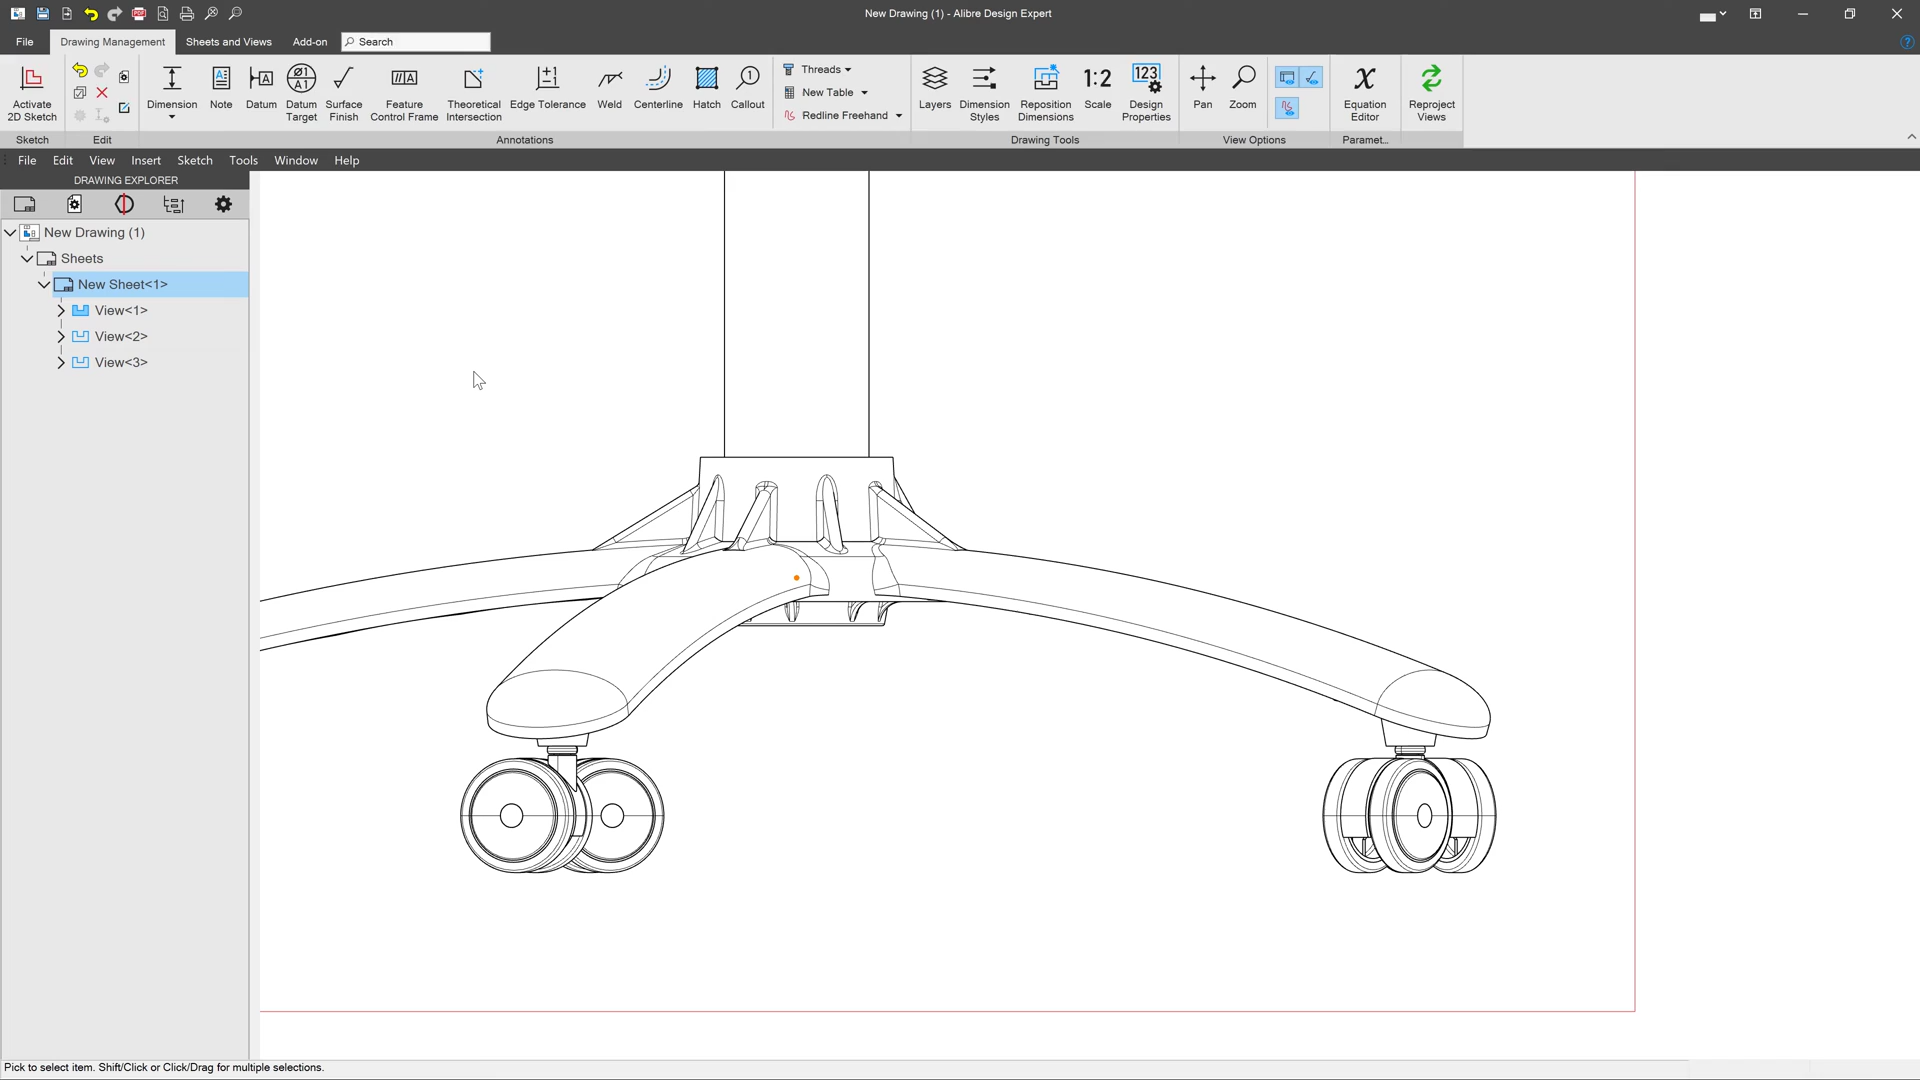 New Drawing (1) - Alibre Design Expert
File Drawing Management Sheets and Views Add-on Search
Activate 2D Sketch
Sketch
Edit
Dimension
Note
Datum
Datum Target
Surface Finish
Feature Control Frame
Theoretical Intersection
Edge Tolerance
Weld
Centerline
Hatch
Callout
Threads
New Table
Redline Freehand
Annotations
Layers
Dimension Styles
Reposition Dimensions
1:2
Scale
123
Design Properties
Drawing Tools
Pan
Zoom
View Options
X
Equation Editor
Paramet...
Reproject Views
File Edit View Insert Sketch Tools Window Help
DRAWING EXPLORER
New Drawing (1)
Sheets
New Sheet<1>
View<1>
View<2>
View<3>
Pick to select item. Shift/Click or Click/Drag for multiple selections.